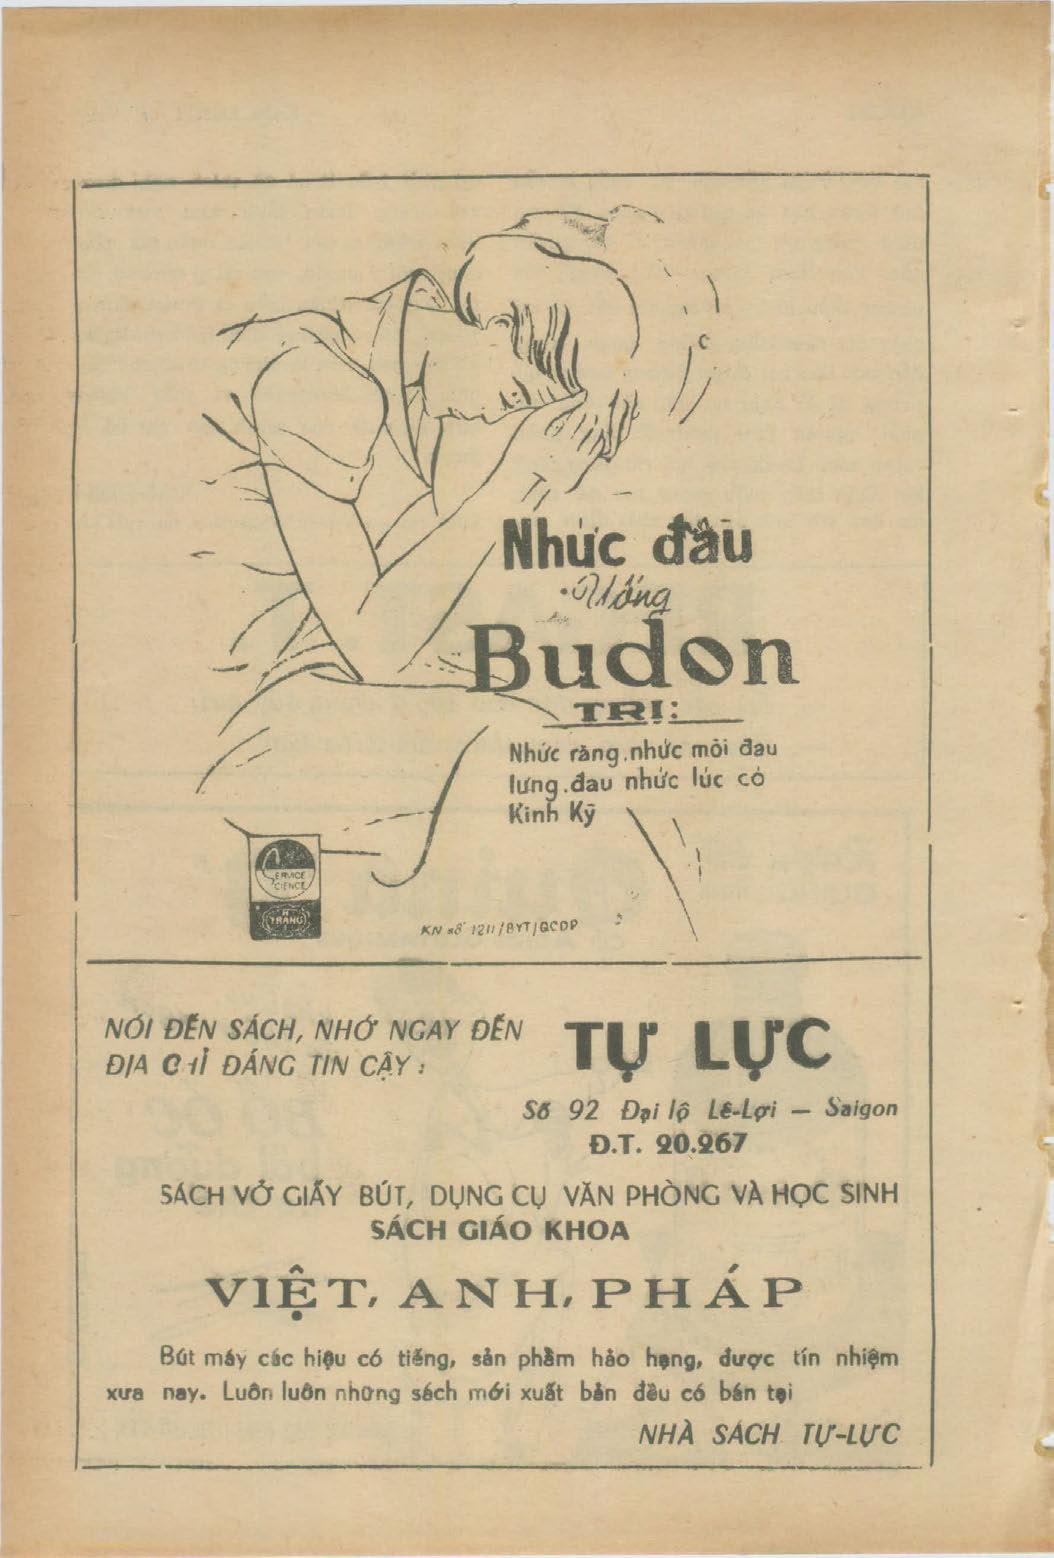 Nhức đầu
Uống
Budon
TRỊ:
Nhức răng, nhức mỏi đau
lưng. đau nhức lúc có
Kinh Kỳ
SERVICE
SCIENCE
TRANG
KN số 1211/BYT/QCDP
NÓI ĐẾN SÁCH, NHỚ NGAY ĐẾN
ĐỊA CHỈ ĐÁNG TIN CẬY :
TỰ LỰC
Số 92 Đại lộ Lê-Lợi — Saigon
Đ.T. 20.267
SÁCH VỞ GIẤY BÚT, DỤNG CỤ VĂN PHÒNG VÀ HỌC SINH
SÁCH GIÁO KHOA
VIỆT, ANH, PHÁP
Bút máy các hiệu có tiếng, sản phẩm hảo hạng, được tín nhiệm
xưa nay. Luôn luôn những sách mới xuất bản đều có bán tại
NHÀ SÁCH TỰ-LỰC